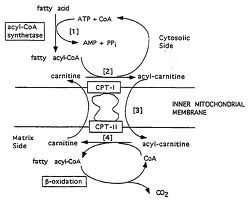 fatty acid
acyl-CoA
synthetase
ATP + CoA
[1]
AMP + PPi
Cytosolic
Side
fatty acyl-CoA
CoA
[2]
carnitine
acyl-carnitine
CPT-I
[3]
INNER MITOCHONDRIAL
MEMBRANE
CPT-II
Matrix
Side
carnitine
[4]
acyl-carnitine
fatty acyl-CoA
CoA
β-oxidation
CO2